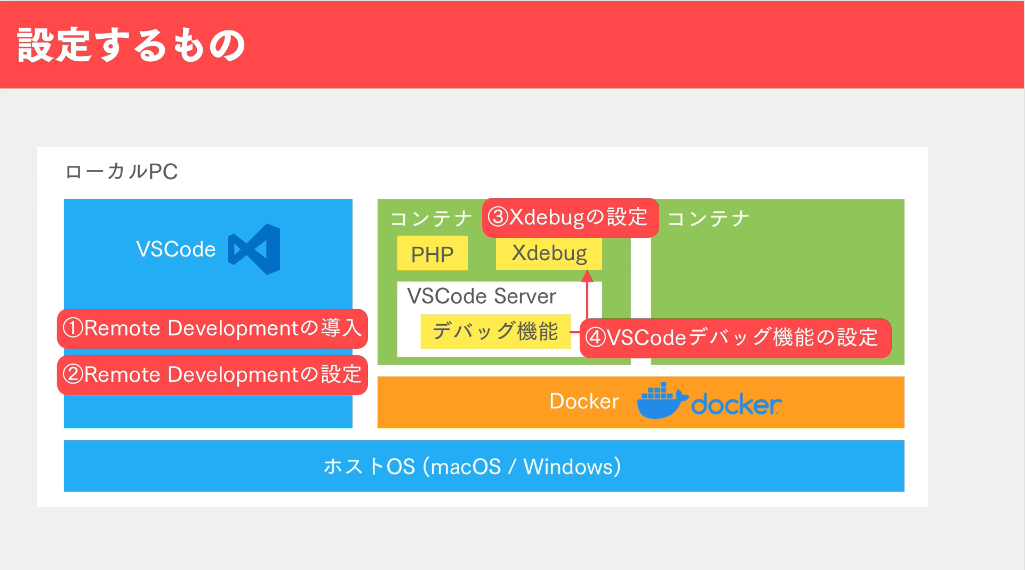 設定するもの
ローカルPC
VSCode
①Remote Developmentの導入
②Remote Developmentの設定
コンテナ
③Xdebugの設定
PHP
Xdebug
VSCode Server
デバッグ機能
④VSCodeデバッグ機能の設定
コンテナ
Docker
docker
ホストOS (macOS / Windows)